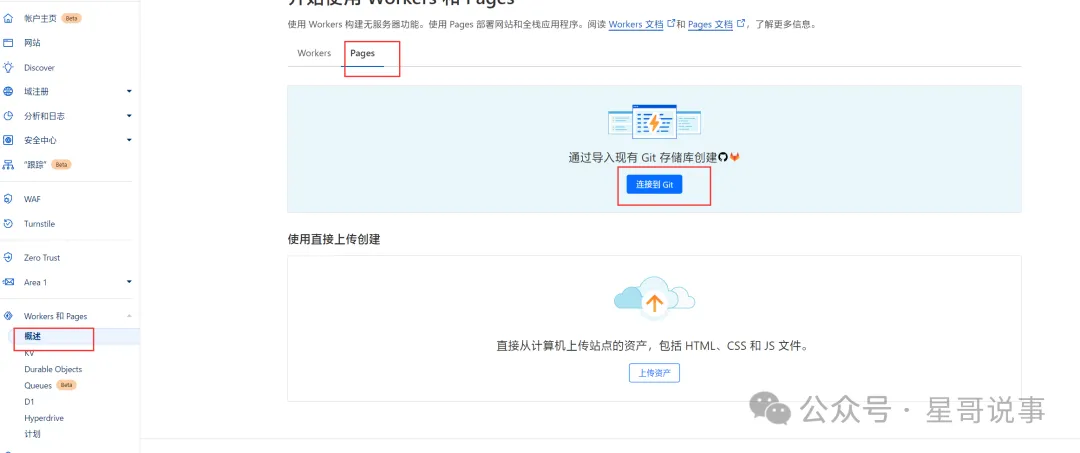 帐户主页 Beta
网站
Discover
域注册
分析和日志
安全中心
“跟踪” Beta
WAF
Turnstile
Zero Trust
Area 1
Workers 和 Pages
概述
KV
Durable Objects
Queues Beta
D1
Hyperdrive
计划
开始使用 Workers 和 Pages
使用 Workers 构建无服务器功能。使用 Pages 部署网站和全栈应用程序。阅读 Workers 文档和 Pages 文档，了解更多信息。
Workers Pages
通过导入现有 Git 存储库创建
连接到 Git
使用直接上传创建
直接从计算机上传站点的资产，包括 HTML、CSS 和 JS 文件。
上传资产
公众号 · 星哥说事